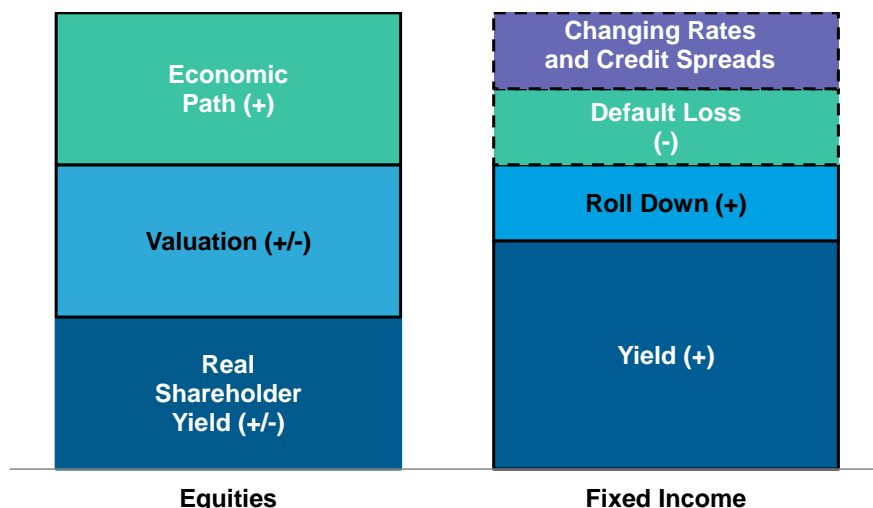 Economic
Path (+)
Valuation (+/-)
Real
Shareholder
Yield (+/-)
Equities
Changing Rates
and Credit Spreads
Default Loss
(-)
Roll Down (+)
Yield (+)
Fixed Income